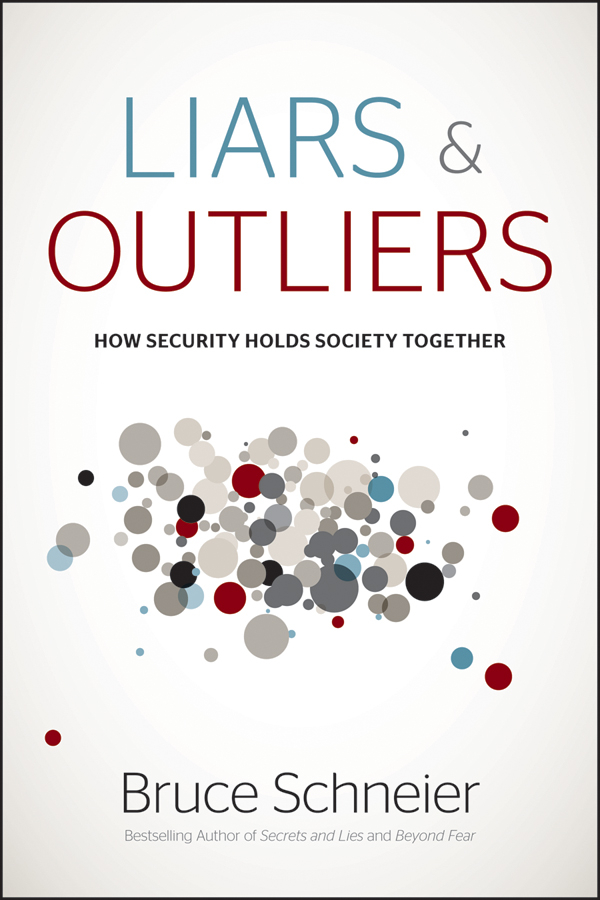 LIARS &
OUTLIERS
HOW SECURITY HOLDS SOCIETY TOGETHER
Bruce Schneier
Bestselling Author of Secrets and Lies and Beyond Fear